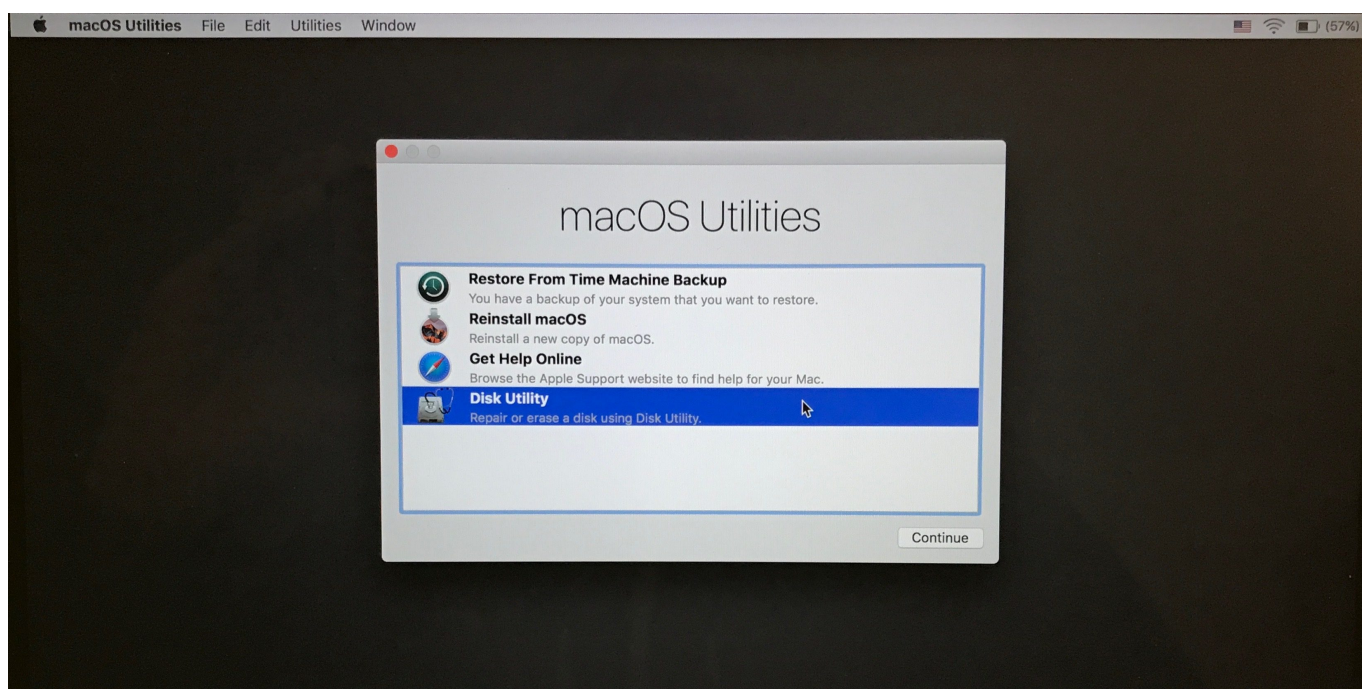 macOS Utilities File Edit Utilities Window (57%)
macOS Utilities
Restore From Time Machine Backup
You have a backup of your system that you want to restore.
Reinstall macOS
Reinstall a new copy of macOS.
Get Help Online
Browse the Apple Support website to find help for your Mac.
Disk Utility
Repair or erase a disk using Disk Utility.
Continue